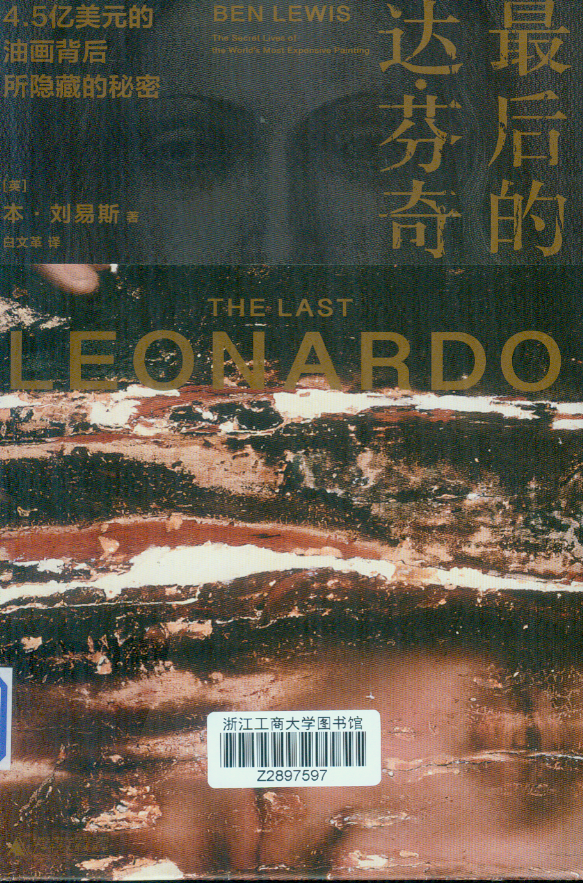 4.5亿美元的
油画背后
所隐藏的秘密
BEN LEWIS
The Secret Lives of
the World's Most Expensive Painting
最后的
达·芬奇
[英]
本·刘易斯 著
白文革 译
THE LAST
LEONARDO
浙江工商大学图书馆
Z2897597